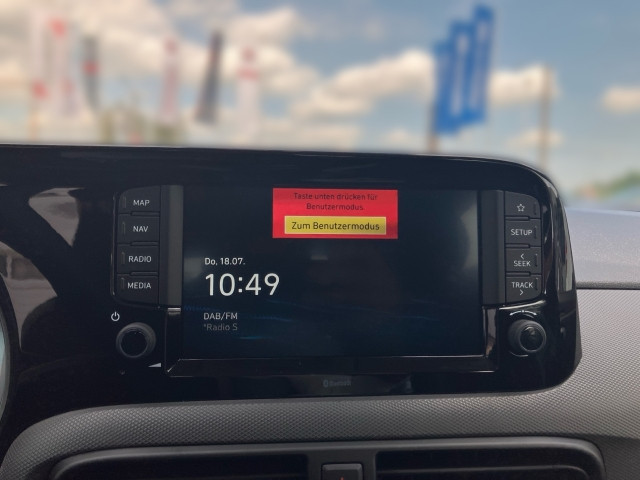 Taste unten drücken für
Benutzermodus.
Zum Benutzermodus
MAP
NAV
RADIO
MEDIA
Do, 18.07.
10:49
DAB/FM
*Radio S
SETUP
< SEEK
TRACK >
Bluetooth